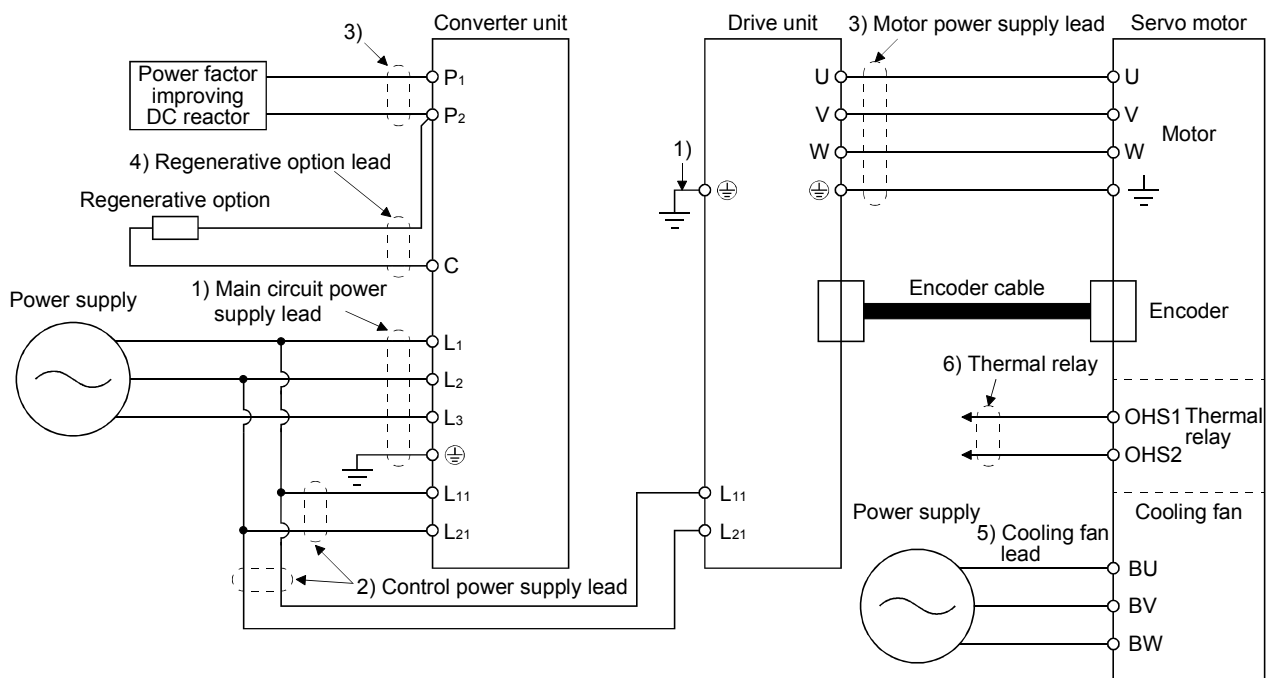 Converter unit
Drive unit
3) Motor power supply lead
Servo motor
3)
Power factor
improving
DC reactor
P1
P2
U
V
W
U
V
W
Motor
1)
4) Regenerative option lead
Regenerative option
C
1) Main circuit power
supply lead
Power supply
L1
L2
L3
L11
L21
2) Control power supply lead
L11
L21
Encoder cable
Encoder
6) Thermal relay
OHS1 Thermal
relay
OHS2
Power supply
5) Cooling fan
lead
Cooling fan
BU
BV
BW